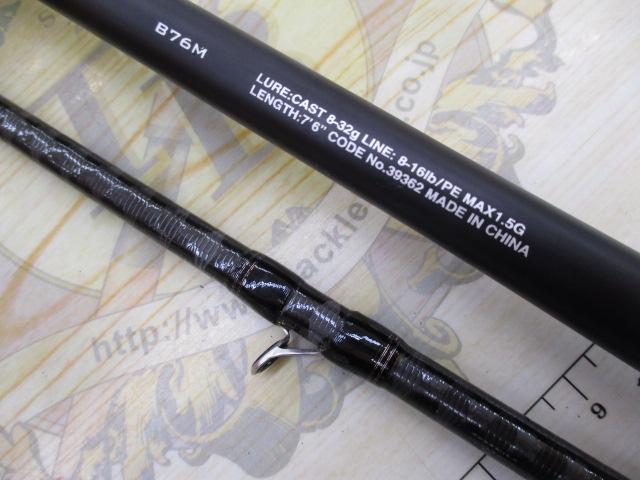 B76M
LURE:CAST 8-32g LINE: 8-16lb/PE MAX1.5G
LENGTH:7'6" CODE No.39362 MADE IN CHINA
http://www.
ackle
co.jp
9